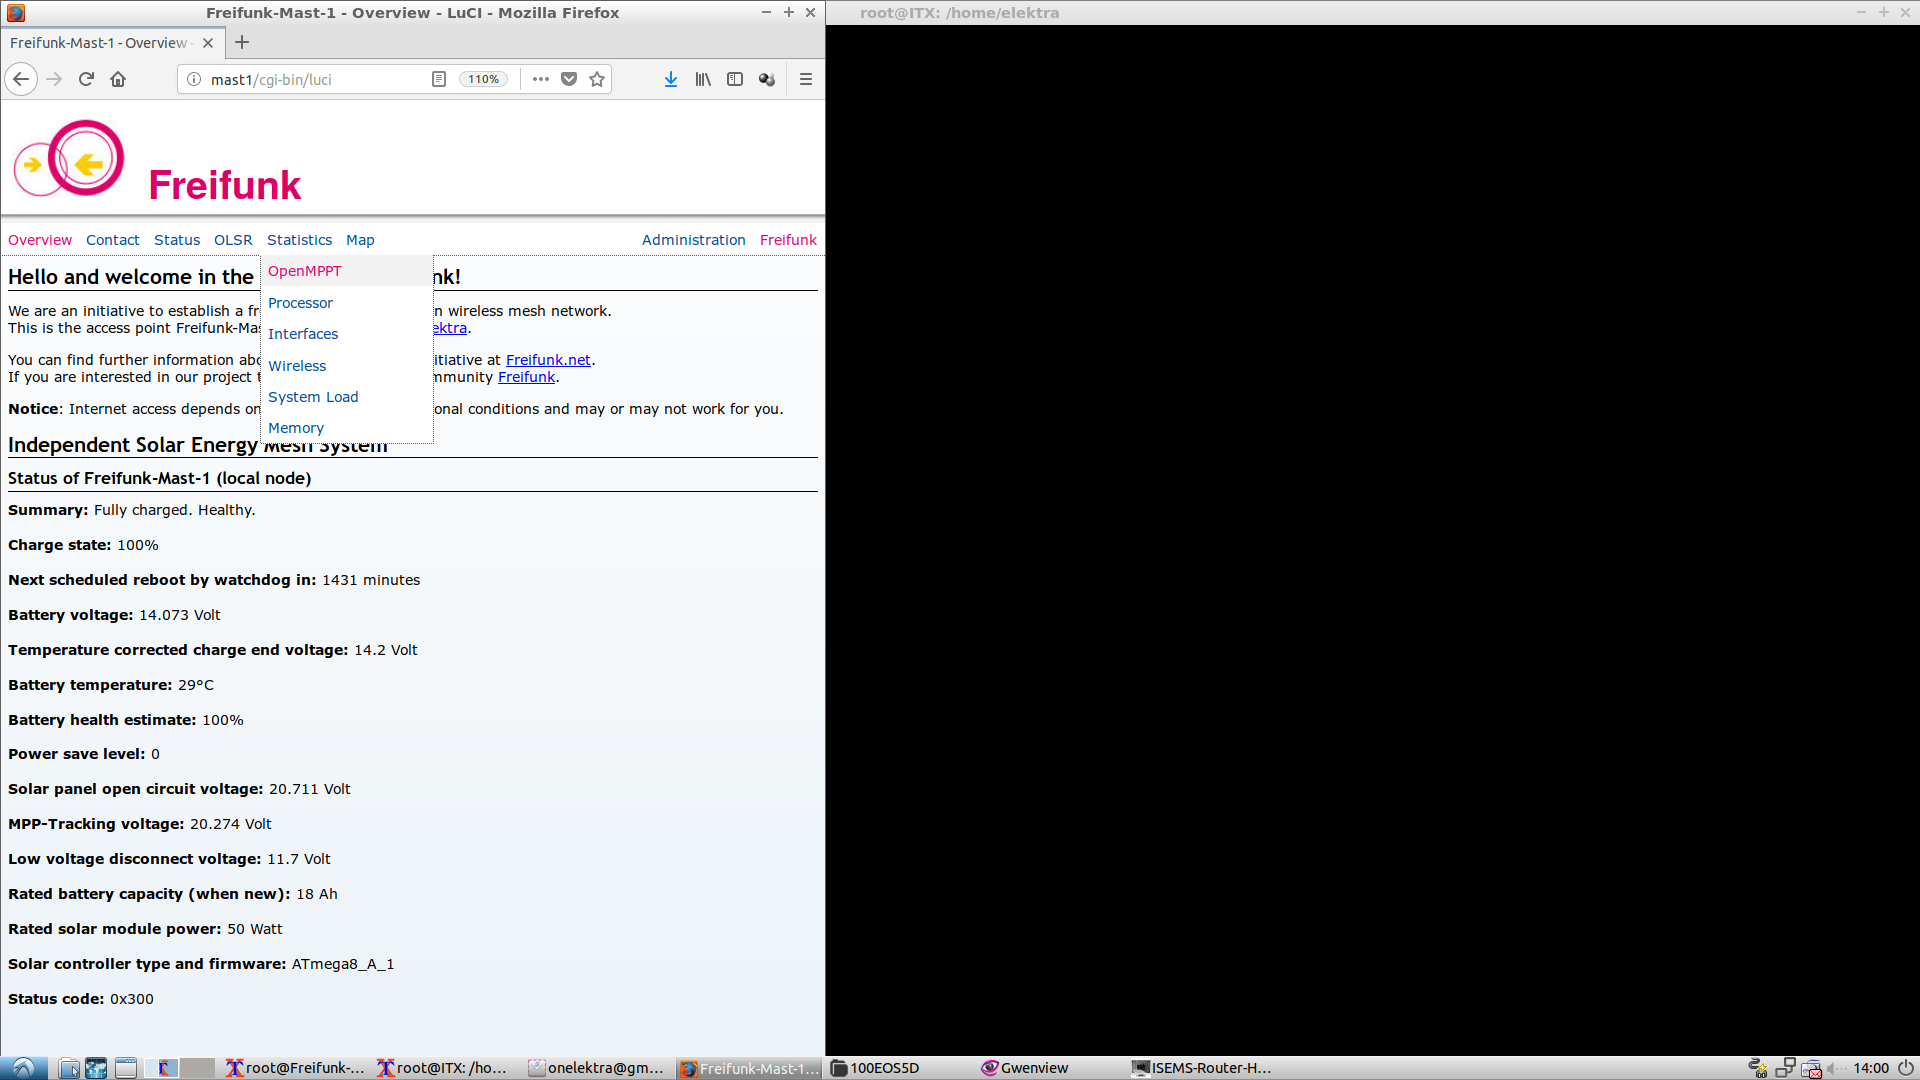 Freifunk-Mast-1 - Overview - LuCI - Mozilla Firefox
root@ITX: /home/elektra
Freifunk-Mast-1 - Overview -
mast1/cgi-bin/luci
110%
Freifunk
Overview Contact Status OLSR Statistics Map Administration Freifunk
OpenMPPT
Processor
Interfaces
Wireless
System Load
Memory
Hello and welcome in the nk!
We are an initiative to establish a fr n wireless mesh network.
This is the access point Freifunk-Mas ektra.
You can find further information abo itiative at Freifunk.net.
If you are interested in our project t mmunity Freifunk.
Notice: Internet access depends on onal conditions and may or may not work for you.
Independent Solar Energy Mesh System
Status of Freifunk-Mast-1 (local node)
Summary: Fully charged. Healthy.
Charge state: 100%
Next scheduled reboot by watchdog in: 1431 minutes
Battery voltage: 14.073 Volt
Temperature corrected charge end voltage: 14.2 Volt
Battery temperature: 29°C
Battery health estimate: 100%
Power save level: 0
Solar panel open circuit voltage: 20.711 Volt
MPP-Tracking voltage: 20.274 Volt
Low voltage disconnect voltage: 11.7 Volt
Rated battery capacity (when new): 18 Ah
Rated solar module power: 50 Watt
Solar controller type and firmware: ATmega8_A_1
Status code: 0x300
root@Freifunk-... root@ITX: /ho... onelektra@gm... Freifunk-Mast-1... 100EOS5D Gwenview ISEMS-Router-H... 14:00